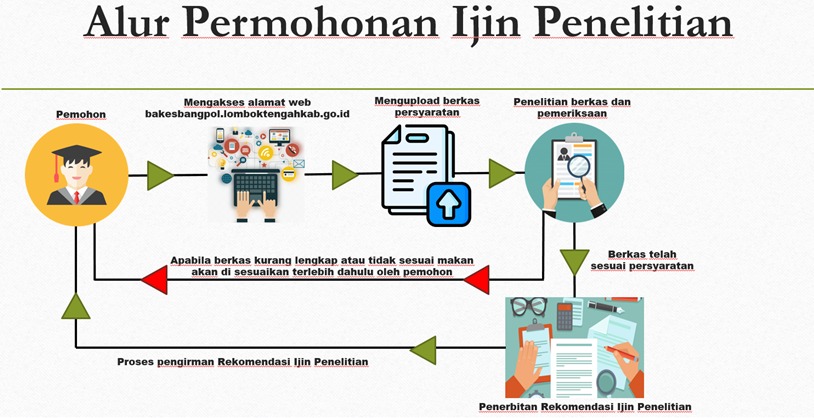 Alur Permohonan Ijin Penelitian
Pemohon
Mengakses alamat web
bakesbangpol.lomboktengahkab.go.id
Mengupload berkas
persyaratan
Penelitian berkas dan
pemeriksaan
Apabila berkas kurang lengkap atau tidak sesuai makan
akan di sesuaikan terlebih dahulu oleh pemohon
Berkas telah
sesuai persyaratan
Proses pengirman Rekomendasi Ijin Penelitian
Penerbitan Rekomendasi Ijin Penelitian